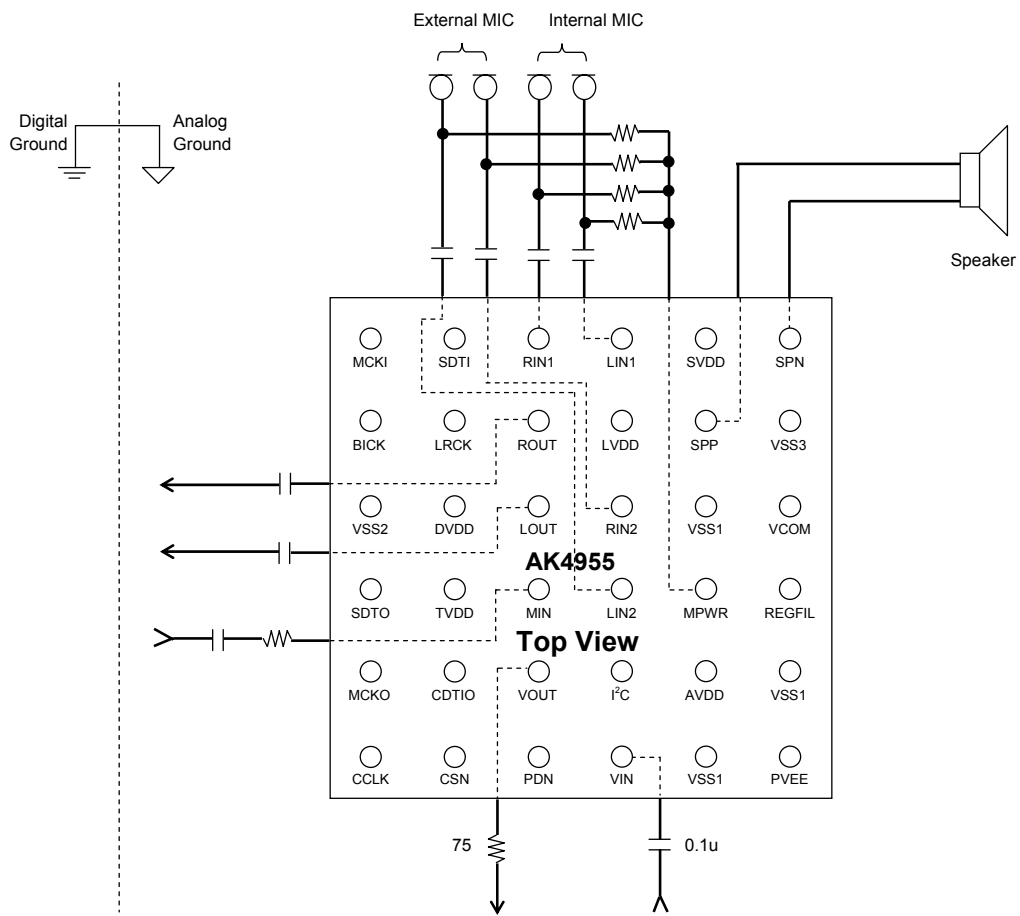 External MIC
Internal MIC
Digital
Ground
Analog
Ground
Speaker
MCKI SDTI RIN1 LIN1 SVDD SPN
BICK LRCK ROUT LVDD SPP VSS3
VSS2 DVDD LOUT RIN2 VSS1 VCOM
AK4955
SDTO TVDD MIN LIN2 MPWR REGFIL
Top View
MCKO CDTIO VOUT I²C AVDD VSS1
CCLK CSN PDN VIN VSS1 PVEE
75
0.1u